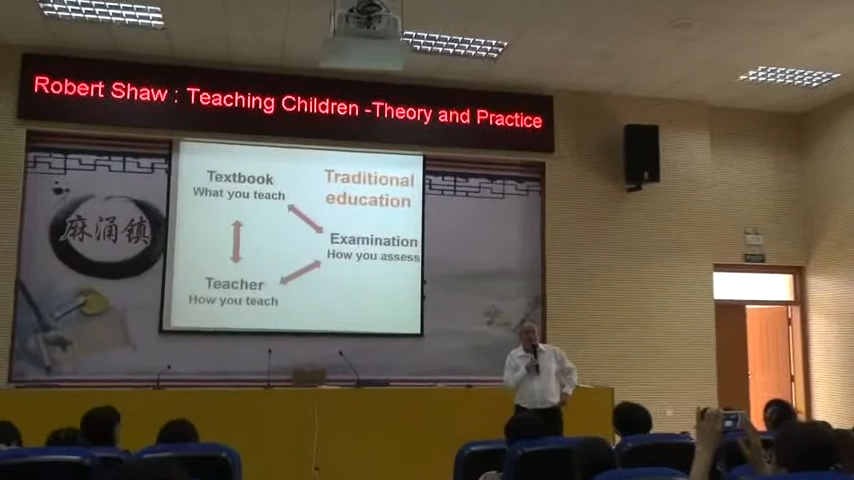 Robert Shaw : Teaching Children -Theory and Practice
Textbook
What you teach
Traditional
education
麻涌镇
Examination
How you assess
Teacher
How you teach